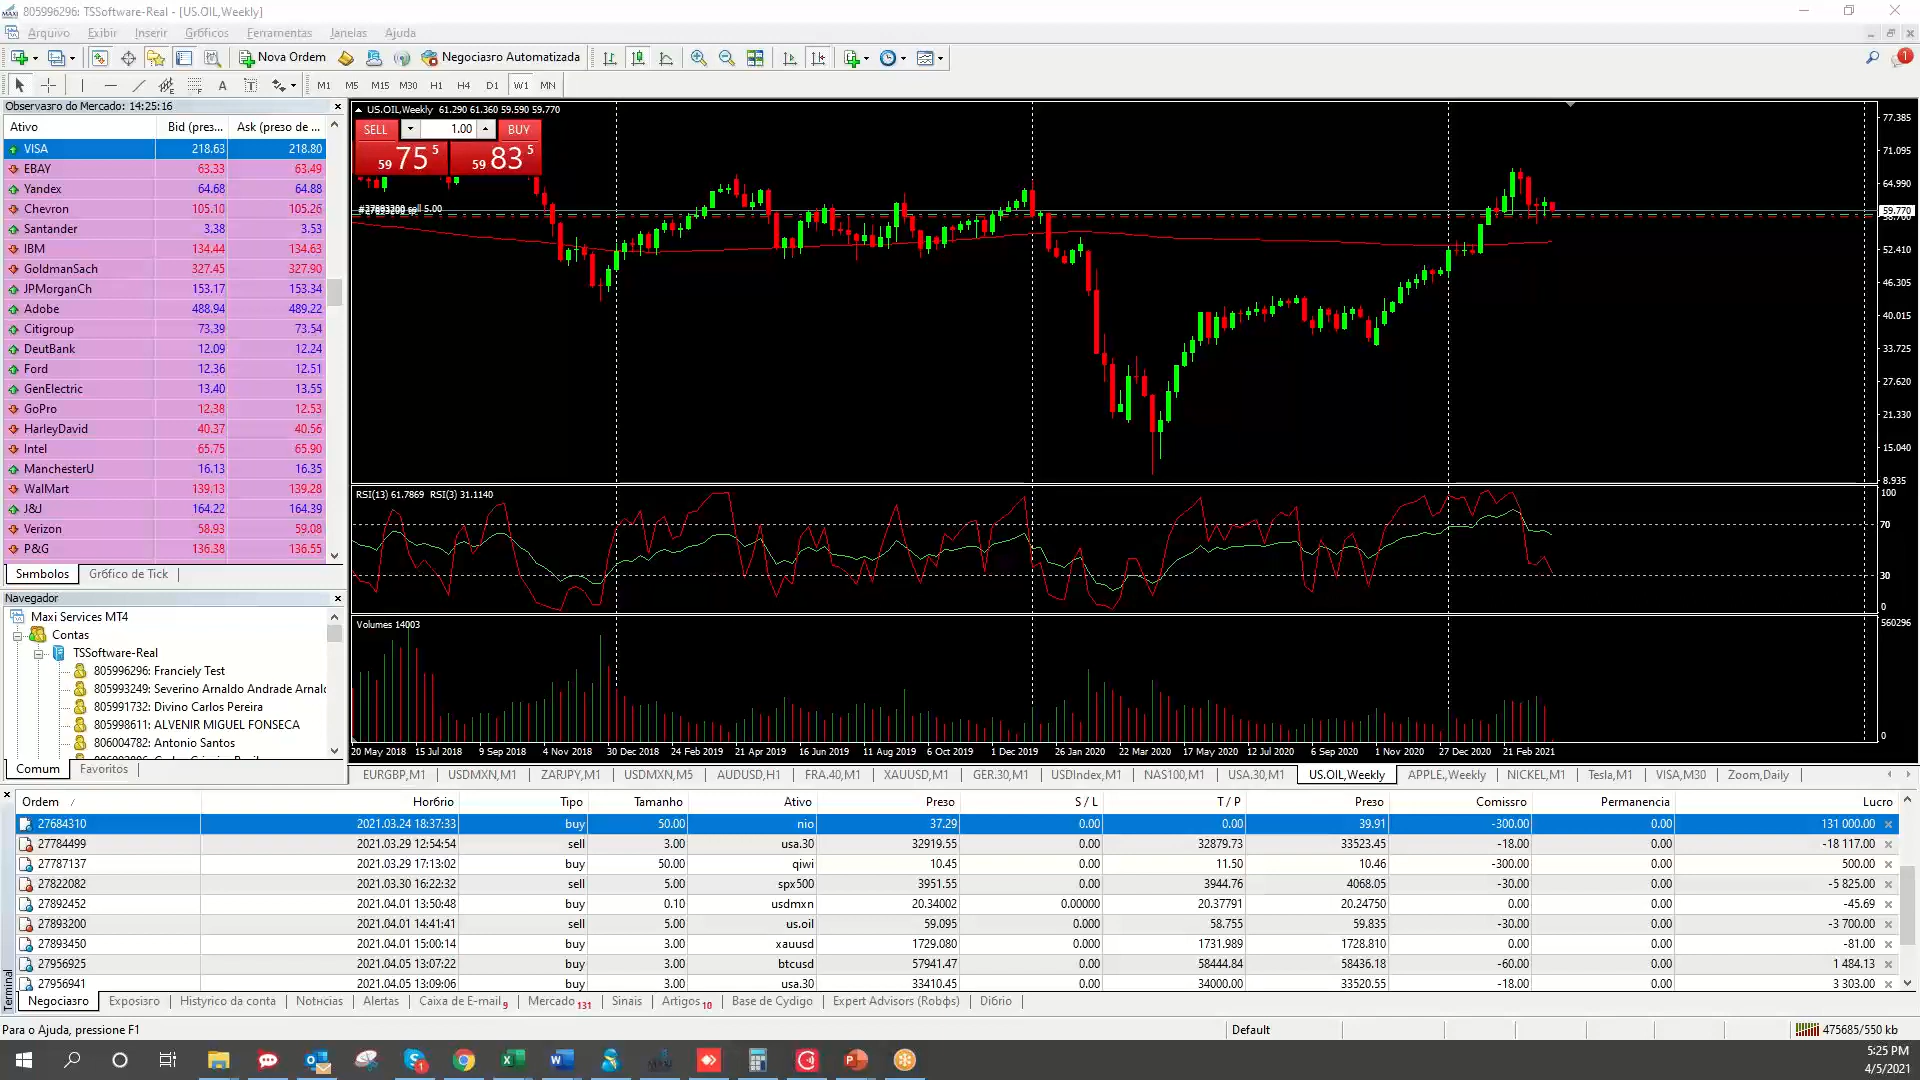 805996296: TSSoftware-Real - [US.OIL,Weekly]
Arquivo Exibir Inserir Gróficos Ferramentas Janelas Ajuda
Nova Ordem Negociasro Automatizada 1
A T M1 M5 M15 M30 H1 H4 D1 W1 MN
Observasro do Mercado: 14:25:16
Ativo Bid (pres... Ask (preso de ...
VISA 218.63 218.80
EBAY 63.33 63.49
Yandex 64.68 64.88
Chevron 105.10 105.26
Santander 3.38 3.53
IBM 134.44 134.63
GoldmanSach 327.45 327.90
JPMorganCh 153.17 153.34
Adobe 488.94 489.22
Citigroup 73.39 73.54
DeutBank 12.09 12.24
Ford 12.36 12.51
GenElectric 13.40 13.55
GoPro 12.38 12.53
HarleyDavid 40.37 40.56
Intel 65.75 65.90
ManchesterU 16.13 16.35
WalMart 139.13 139.28
J&J 164.22 164.39
Verizon 58.93 59.08
P&G 136.38 136.55
Sнmbolos Grбfico de Tick
Navegador
Maxi Services MT4
Contas
TSSoftware-Real
805996296: Franciely Test
805993249: Severino Arnaldo Andrade Arnalc
805991732: Divino Carlos Pereira
805998611: ALVENIR MIGUEL FONSECA
806004782: Antonio Santos
Comum Favoritos
US.OIL,Weekly 61.290 61.360 59.590 59.770
SELL 1.00 BUY
59 75 5 59 83 5
#27893200 sell 5.00
77.385
71.095
64.990
59.770
52.410
46.305
40.015
33.725
27.620
21.330
15.040
8.935
RSI(13) 61.7869 RSI(3) 31.1140
100
70
30
0
Volumes 14003
560296
0
20 May 2018 15 Jul 2018 9 Sep 2018 4 Nov 2018 30 Dec 2018 24 Feb 2019 21 Apr 2019 16 Jun 2019 11 Aug 2019 6 Oct 2019 1 Dec 2019 26 Jan 2020 22 Mar 2020 17 May 2020 12 Jul 2020 6 Sep 2020 1 Nov 2020 27 Dec 2020 21 Feb 2021
EURGBP,M1 USDMXN,M1 ZARJPY,M1 USDMXN,M5 AUDUSD,H1 FRA.40,M1 XAUUSD,M1 GER.30,M1 USDIndex,M1 NAS100,M1 USA.30,M1 US.OIL,Weekly APPLE.,Weekly NICKEL,M1 Tesla,M1 VISA,M30 Zoom,Daily
Ordem / Horбrio Tipo Tamanho Ativo Preso S / L T / P Preso Comissro Permanencia Lucro
27684310 2021.03.24 18:37:33 buy 50.00 nio 37.29 0.00 0.00 39.91 -300.00 0.00 131 000.00
27784499 2021.03.29 12:54:54 sell 3.00 usa.30 32919.55 0.00 32879.73 33523.45 -18.00 0.00 -18 117.00
27787137 2021.03.29 17:13:02 buy 50.00 qiwi 10.45 0.00 11.50 10.46 -300.00 0.00 500.00
27822082 2021.03.30 16:22:32 sell 5.00 spx500 3951.55 0.00 3944.76 4068.05 -30.00 0.00 -5 825.00
27892452 2021.04.01 13:50:48 buy 0.10 usdmxn 20.34002 0.00000 20.37791 20.24750 0.00 0.00 -45.69
27893200 2021.04.01 14:41:41 sell 5.00 us.oil 59.095 0.000 58.755 59.835 -30.00 0.00 -3 700.00
27893450 2021.04.01 15:00:14 buy 3.00 xauusd 1729.080 0.000 1731.989 1728.810 0.00 0.00 -81.00
27956925 2021.04.05 13:07:22 buy 3.00 btcusd 57941.47 0.00 58444.84 58436.18 -60.00 0.00 1 484.13
27956941 2021.04.05 13:09:06 buy 3.00 usa.30 33410.45 0.00 34000.00 33520.55 -18.00 0.00 3 303.00
Terminal
Negociasro Exposisro Histуrico da conta Notнcias Alertas Caixa de E-mail 9 Mercado 131 Sinais Artigos 10 Base de Cуdigo Expert Advisors (Robфs) Diбrio
Para o Ajuda, pressione F1 Default 475685/550 kb
5:25 PM
4/5/2021